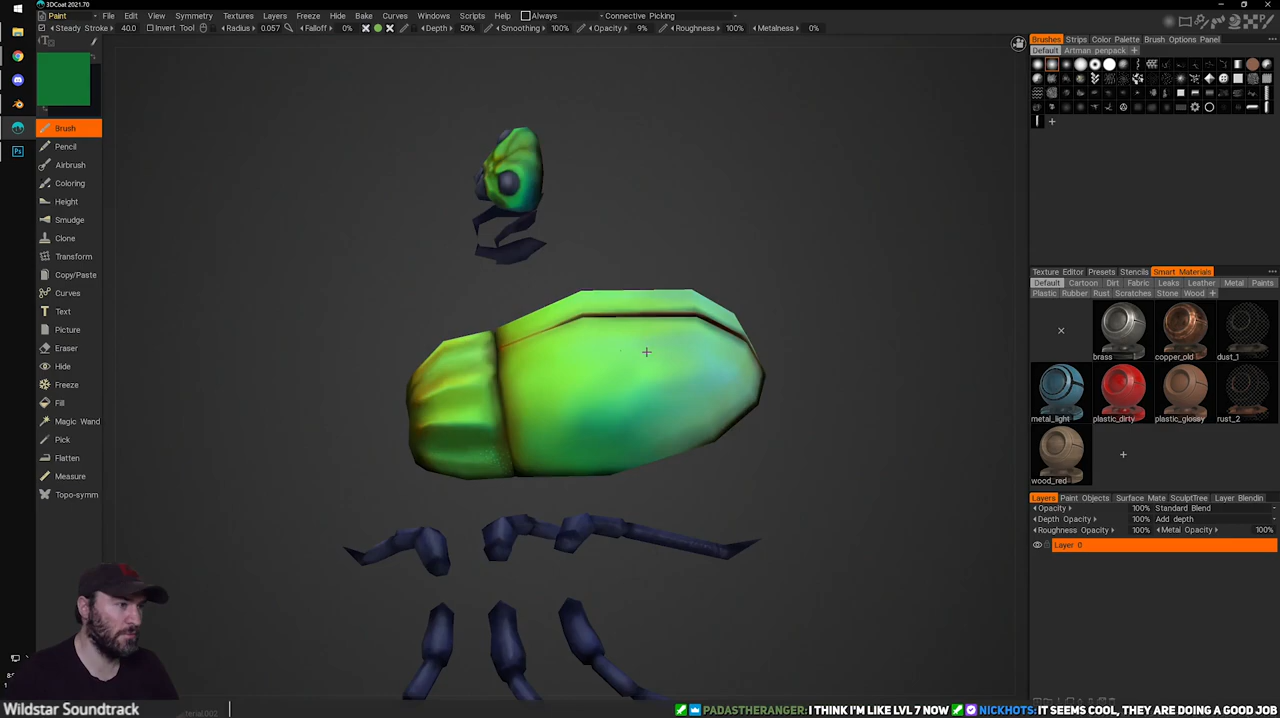 3DCoat 2021.70
Paint File Edit View Symmetry Textures Layers Freeze Hide Bake Curves Windows Scripts Help Always Connective Picking
Steady Stroke 40.0 Invert Tool Radius 0.057 Falloff 0% Depth 50% Smoothing 100% Opacity 9% Roughness 100% Metalness 0%
Brushes Strips Color Palette Brush Options Panel
Default Artman penpack
Brush
Pencil
Airbrush
Coloring
Height
Smudge
Clone
Transform
Copy/Paste
Curves
Text
Picture
Eraser
Hide
Freeze
Fill
Magic Wand
Pick
Flatten
Measure
Topo-symm
Texture Editor Presets Stencils Smart Materials
Default Cartoon Dirt Fabric Leaks Leather Metal Paints
Plastic Rubber Rust Scratches Stone Wood
brass copper_old dust_1
metal_light plastic_dirty plastic_glossy rust_2
wood_red
Layers Paint Objects Surface Mate SculptTree Layer Blendin
Opacity 100% Standard Blend
Depth Opacity 100% Add depth
Roughness Opacity 100% Metal Opacity 100%
Layer 0
Wildstar Soundtrack
PADASTHERANGER: I THINK I'M LIKE LVL 7 NOW NICKHOTS: IT SEEMS COOL, THEY ARE DOING A GOOD JOB